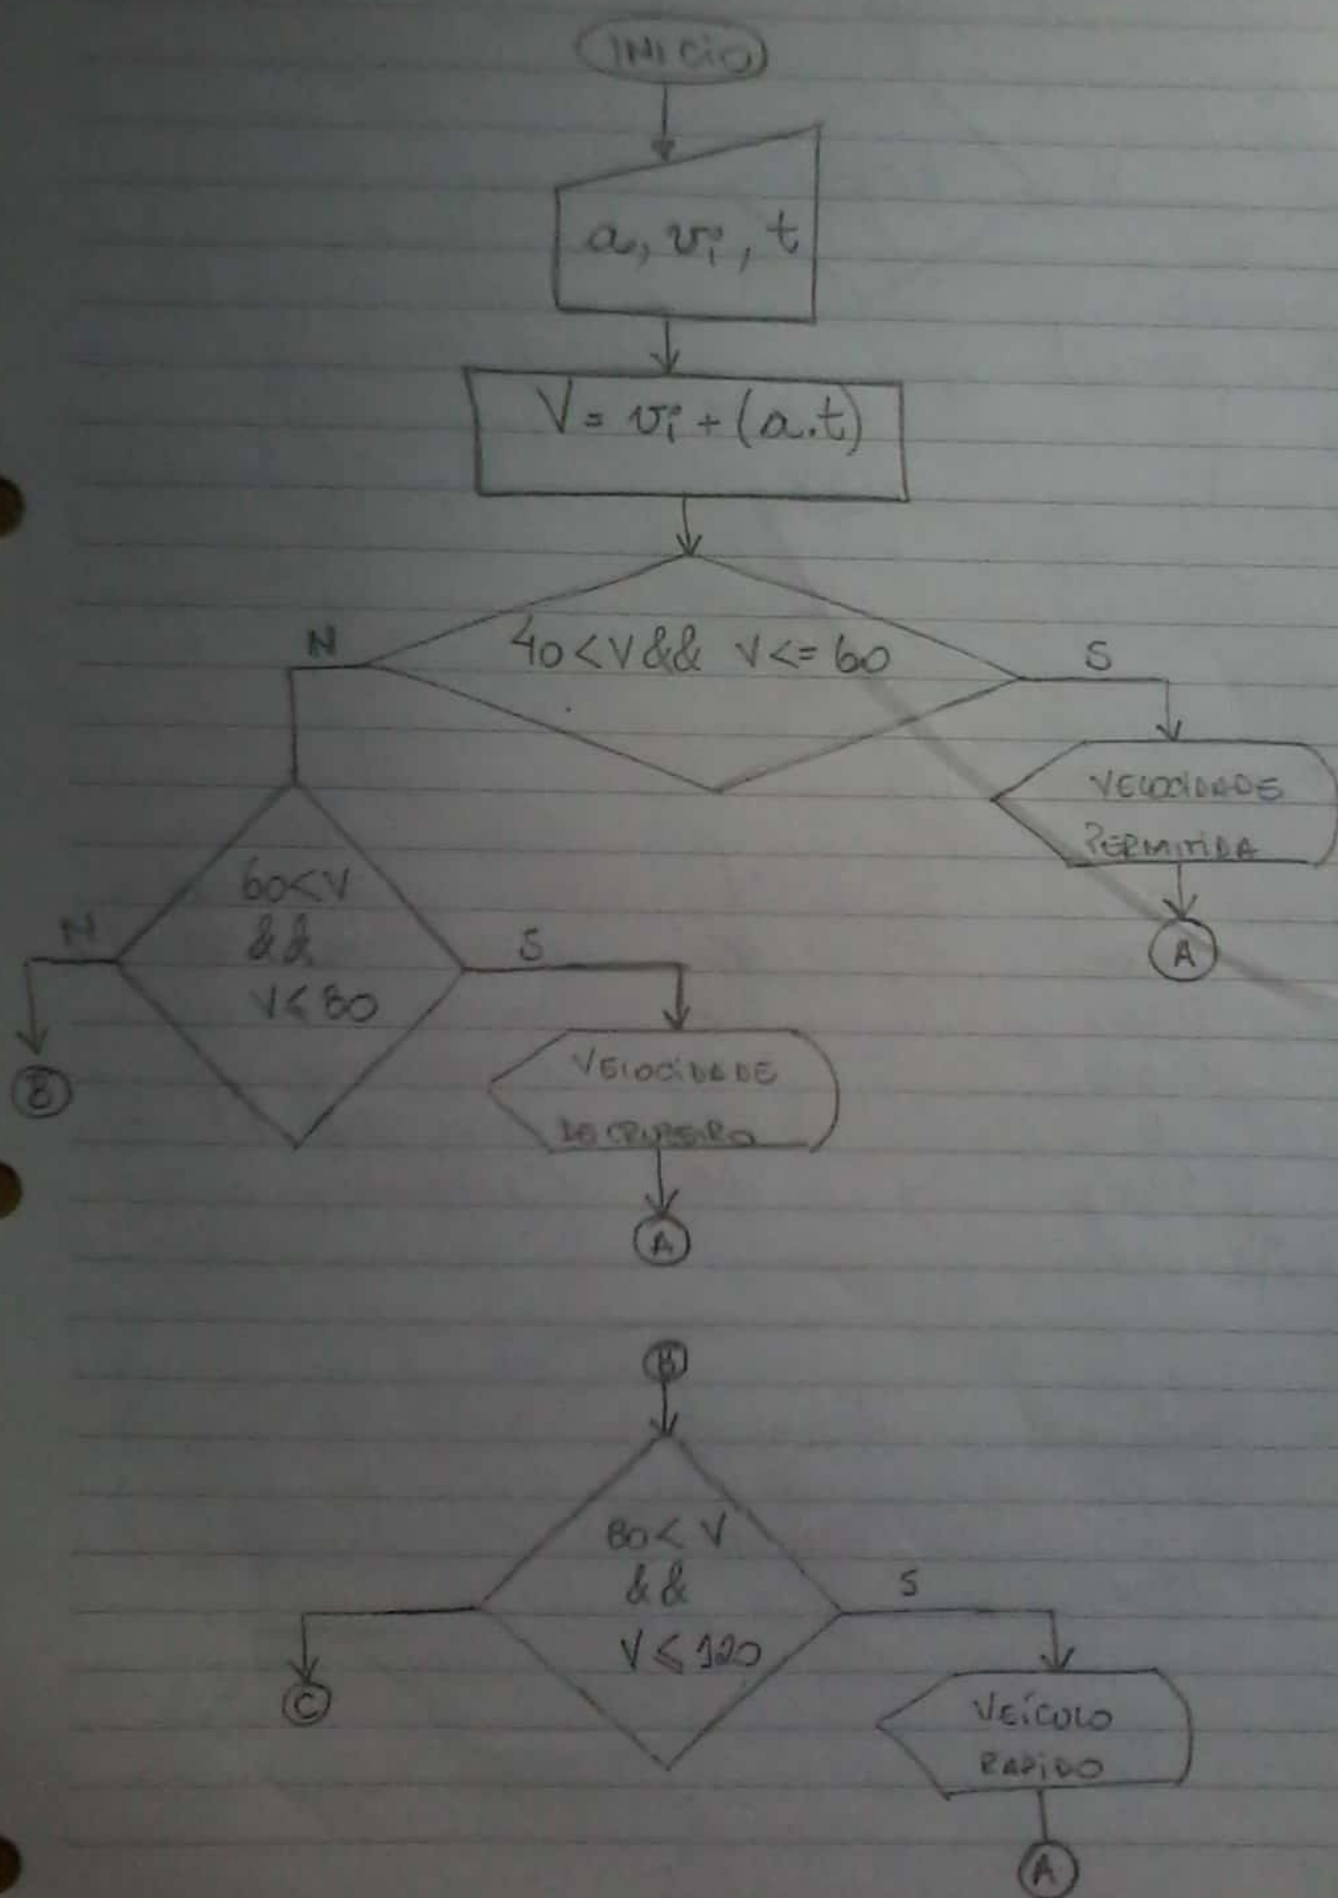 INICIO
a, vi, t
V = vi + (a.t)
40 < V && V <= 60
N
S
VELOCIDADE
PERMITIDA
A
60 < V
&&
V ≤ 80
N
S
B
VELOCIDADE
DE CRUZEIRO
A
B
80 < V
&&
V ≤ 120
S
C
VEÍCULO
RAPIDO
A